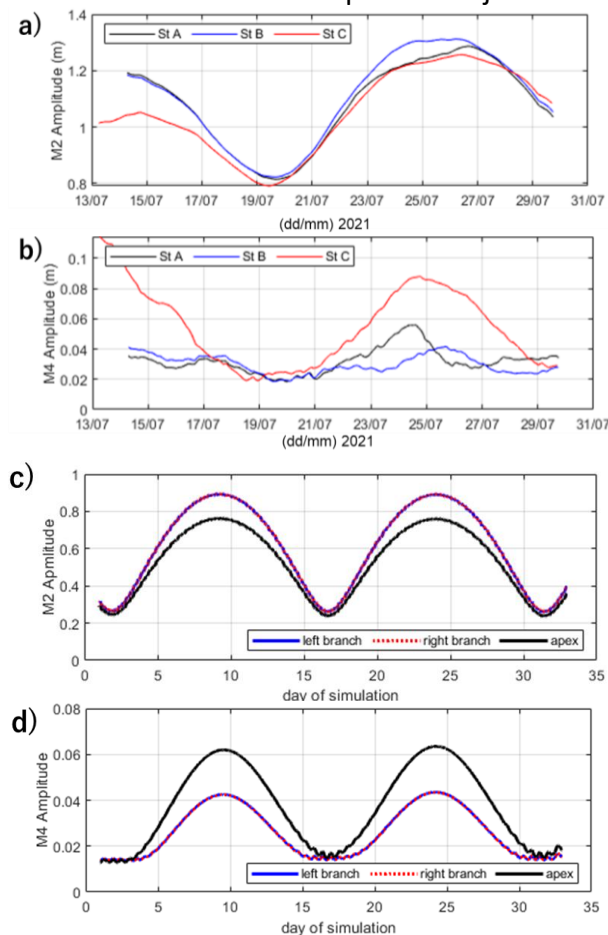 a)
1.4
St A St B St C
1.2
1
0.8
M2 Amplitude (m)
13/07 15/07 17/07 19/07 21/07 23/07 25/07 27/07 29/07 31/07
(dd/mm) 2021
b)
0.1
St A St B St C
0.08
0.06
0.04
0.02
0
M4 Amplitude (m)
13/07 15/07 17/07 19/07 21/07 23/07 25/07 27/07 29/07 31/07
(dd/mm) 2021
c)
1
0.8
0.6
0.4
0.2
0
M2 Apmlitude
left branch right branch apex
0 5 10 15 20 25 30 35
day of simulation
d)
0.08
0.06
0.04
0.02
0
M4 Amplitude
left branch right branch apex
0 5 10 15 20 25 30 35
day of simulation